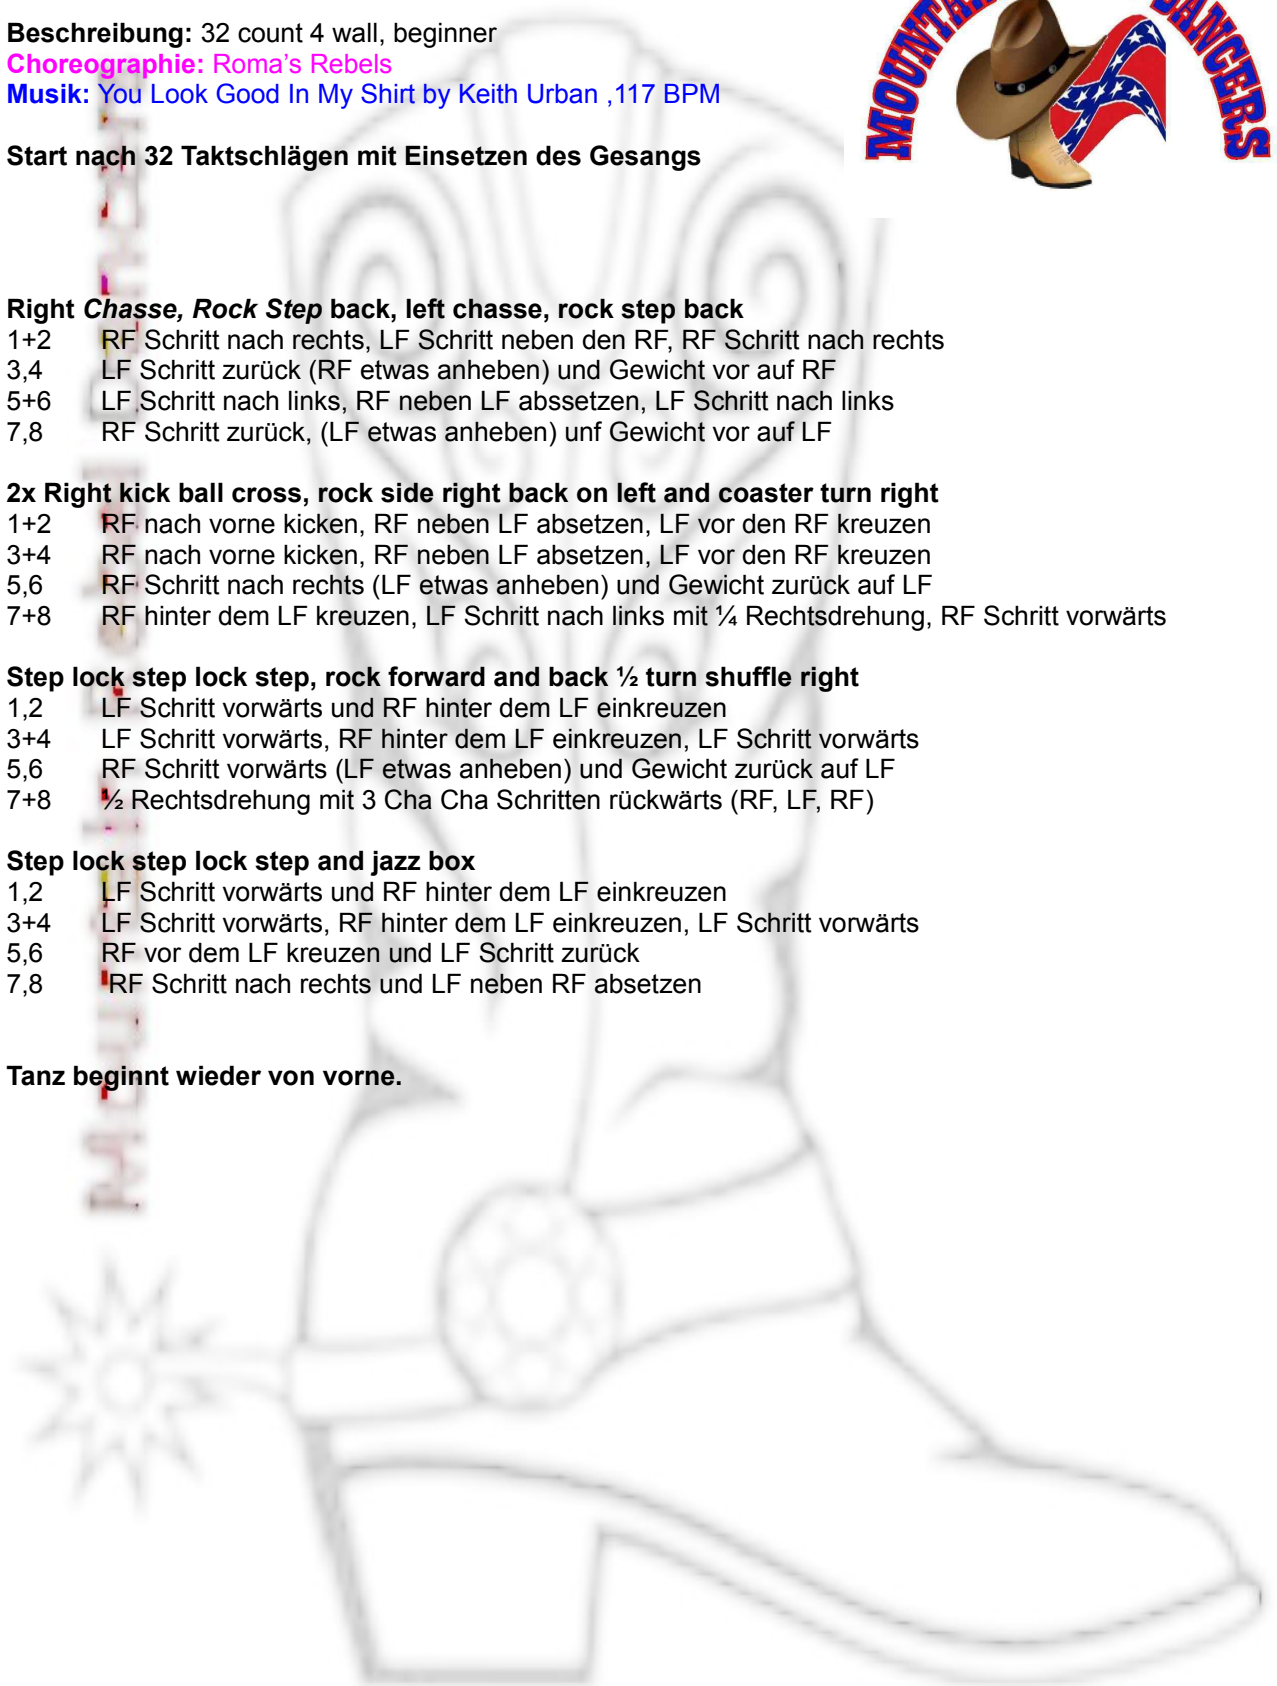 Beschreibung: 32 count 4 wall, beginner
Choreographie: Roma's Rebels
Musik: You Look Good In My Shirt by Keith Urban ,117 BPM
DANCERS
Start nach 32 Taktschlägen mit Einsetzen des Gesangs
Right Chasse, Rock Step back, left chasse, rock step back
1+2 RF Schritt nach rechts, LF Schritt neben den RF, RF Schritt nach rechts
3,4 LF Schritt zurück (RF etwas anheben) und Gewicht vor auf RF
5+6 LF Schritt nach links, RF neben LF abssetzen, LF Schritt nach links
7,8 RF Schritt zurück, (LF etwas anheben) unf Gewicht vor auf LF
2x Right kick ball cross, rock side right back on left and coaster turn right
1+2 RF nach vorne kicken, RF neben LF absetzen, LF vor den RF kreuzen
3+4 RF nach vorne kicken, RF neben LF absetzen, LF vor den RF kreuzen
5,6 RF Schritt nach rechts (LF etwas anheben) und Gewicht zurück auf LF
7+8 RF hinter dem LF kreuzen, LF Schritt nach links mit ¼ Rechtsdrehung, RF Schritt vorwärts
Step lock step lock step, rock forward and back ½ turn shuffle right
1,2 LF Schritt vorwärts und RF hinter dem LF einkreuzen
3+4 LF Schritt vorwärts, RF hinter dem LF einkreuzen, LF Schritt vorwärts
5,6 RF Schritt vorwärts (LF etwas anheben) und Gewicht zurück auf LF
7+8 ½ Rechtsdrehung mit 3 Cha Cha Schritten rückwärts (RF, LF, RF)
Step lock step lock step and jazz box
1,2 LF Schritt vorwärts und RF hinter dem LF einkreuzen
3+4 LF Schritt vorwärts, RF hinter dem LF einkreuzen, LF Schritt vorwärts
5,6 RF vor dem LF kreuzen und LF Schritt zurück
7,8 RF Schritt nach rechts und LF neben RF absetzen
Tanz beginnt wieder von vorne.